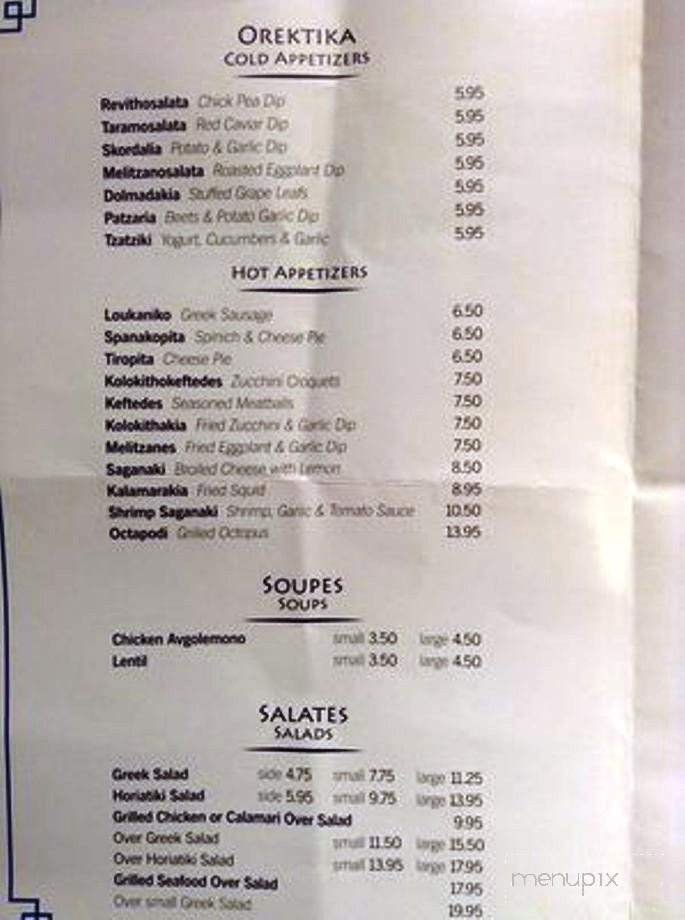 OREKTIKA
COLD APPETIZERS
Revithosalata Chick Pea Dip 5.95
Taramosalata Red Caviar Dip 5.95
Skordalia Potato & Garlic Dip 5.95
Melitzanosalata Roasted Eggplant Dip 5.95
Dolmadakia Stuffed Grape Leafs 5.95
Patzaria Beets & Potato Garlic Dip 5.95
Tzatziki Yogurt, Cucumbers & Garlic 5.95
HOT APPETIZERS
Loukaniko Greek Sausage 6.50
Spanakopita Spinich & Cheese Pie 6.50
Tiropita Cheese Pie 6.50
Kolokithokeftedes Zucchini Croquets 7.50
Keftedes Seasoned Meatballs 7.50
Kolokithakia Fried Zucchini & Garlic Dip 7.50
Melitzanes Fried Eggplant & Garlic Dip 7.50
Saganaki Broiled Cheese with Lemon 8.50
Kalamarakia Fried Squid 8.95
Shrimp Saganaki Shrimp, Garlic & Tomato Sauce 10.50
Octapodi Grilled Octopus 13.95
SOUPES
SOUPS
Chicken Avgolemono small 3.50 large 4.50
Lentil small 3.50 large 4.50
SALATES
SALADS
Greek Salad side 4.75 small 7.75 large 11.25
Horiatiki Salad side 5.95 small 9.75 large 13.95
Grilled Chicken or Calamari Over Salad 9.95
Over Greek Salad small 11.50 large 15.50
Over Horiatiki Salad small 13.95 large 17.95
Grilled Seafood Over Salad 17.95
Over small Greek Salad 19.95
menupix